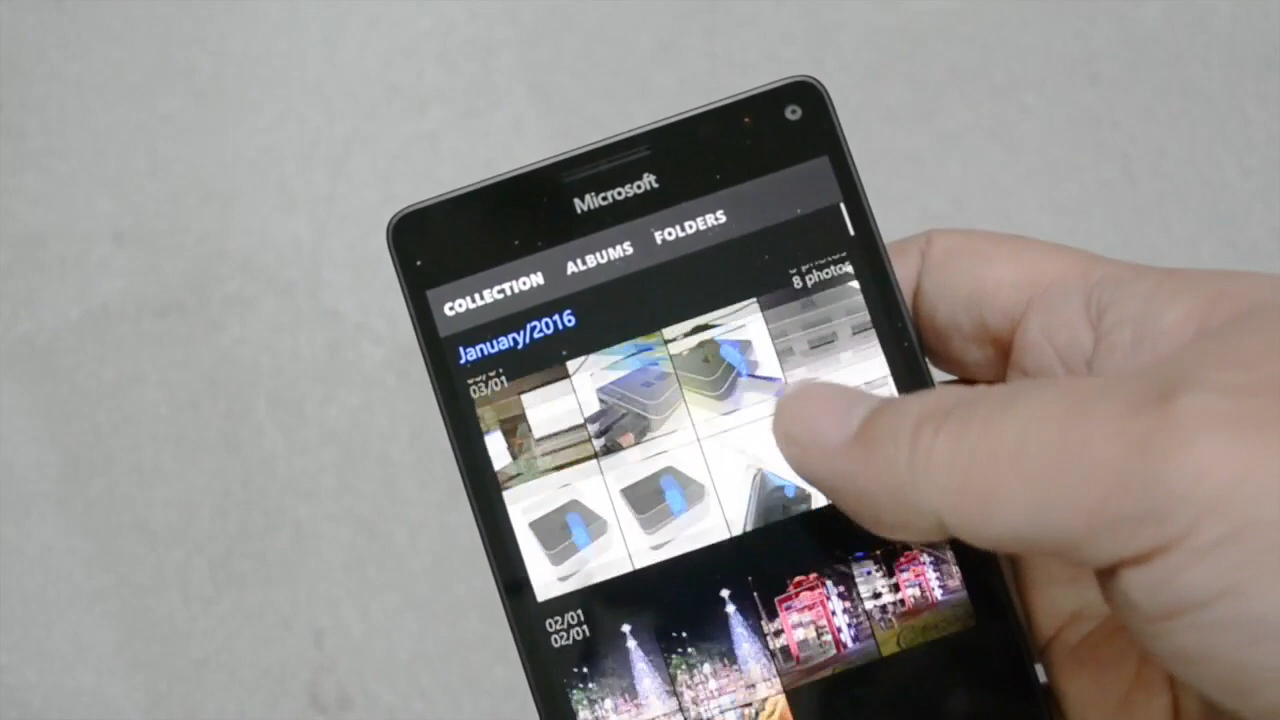 Microsoft
COLLECTION ALBUMS FOLDERS
January/2016
8 photos
03/01
02/01
02/01